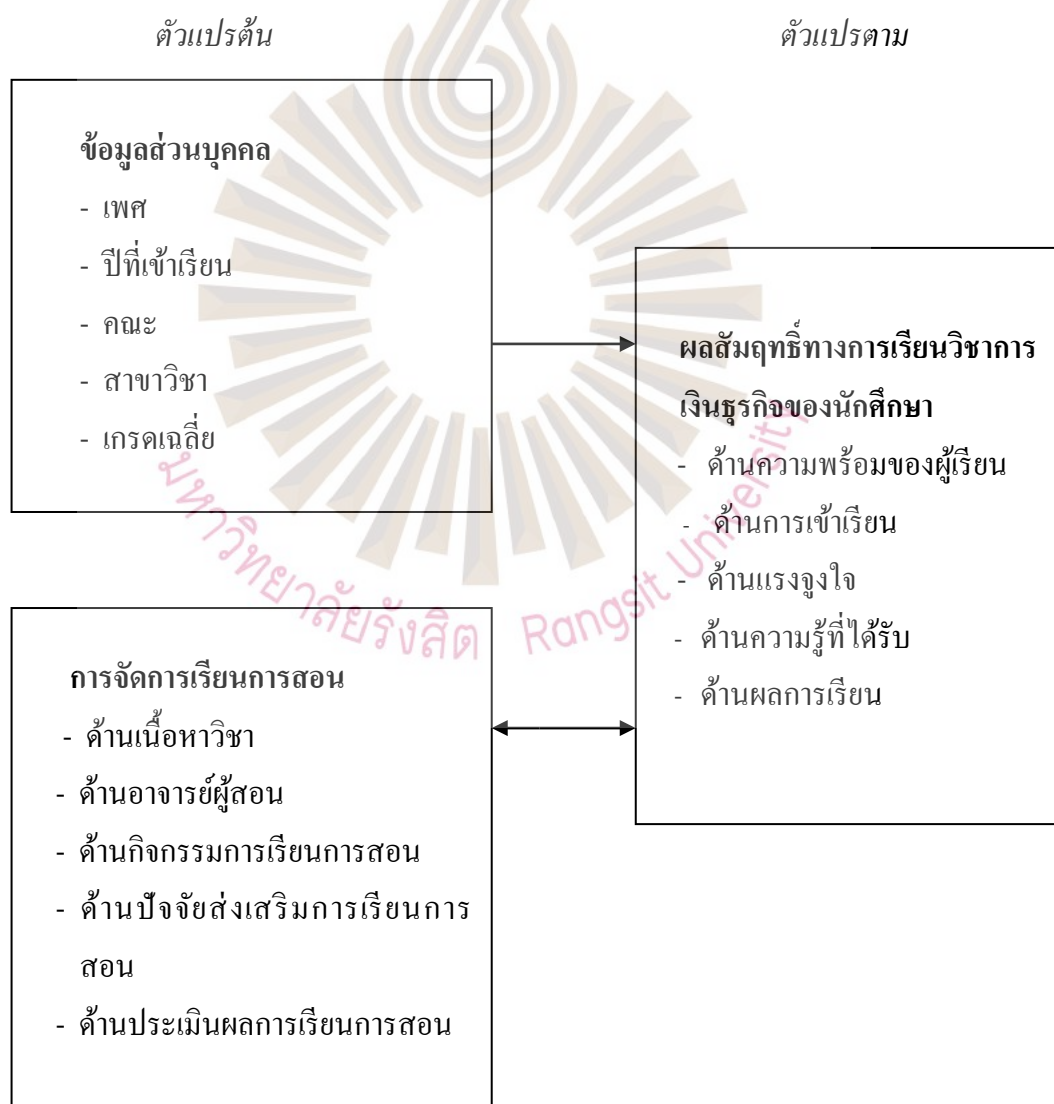 ตัวแปรต้น
ตัวแปรตาม
ข้อมูลส่วนบุคคล
- เพศ
- ปีที่เข้าเรียน
- คณะ
- สาขาวิชา
- เกรดเฉลี่ย
ผลสัมฤทธิ์ทางการเรียนวิชาการ
เงินธุรกิจของนักศึกษา
- ด้านความพร้อมของผู้เรียน
- ด้านการเข้าเรียน
- ด้านแรงจูงใจ
- ด้านความรู้ที่ได้รับ
- ด้านผลการเรียน
การจัดการเรียนการสอน
- ด้านเนื้อหาวิชา
- ด้านอาจารย์ผู้สอน
- ด้านกิจกรรมการเรียนการสอน
- ด้านปัจจัยส่งเสริมการเรียนการ
สอน
- ด้านประเมินผลการเรียนการสอน
มหาวิทยาลัยรังสิต Rangsit University